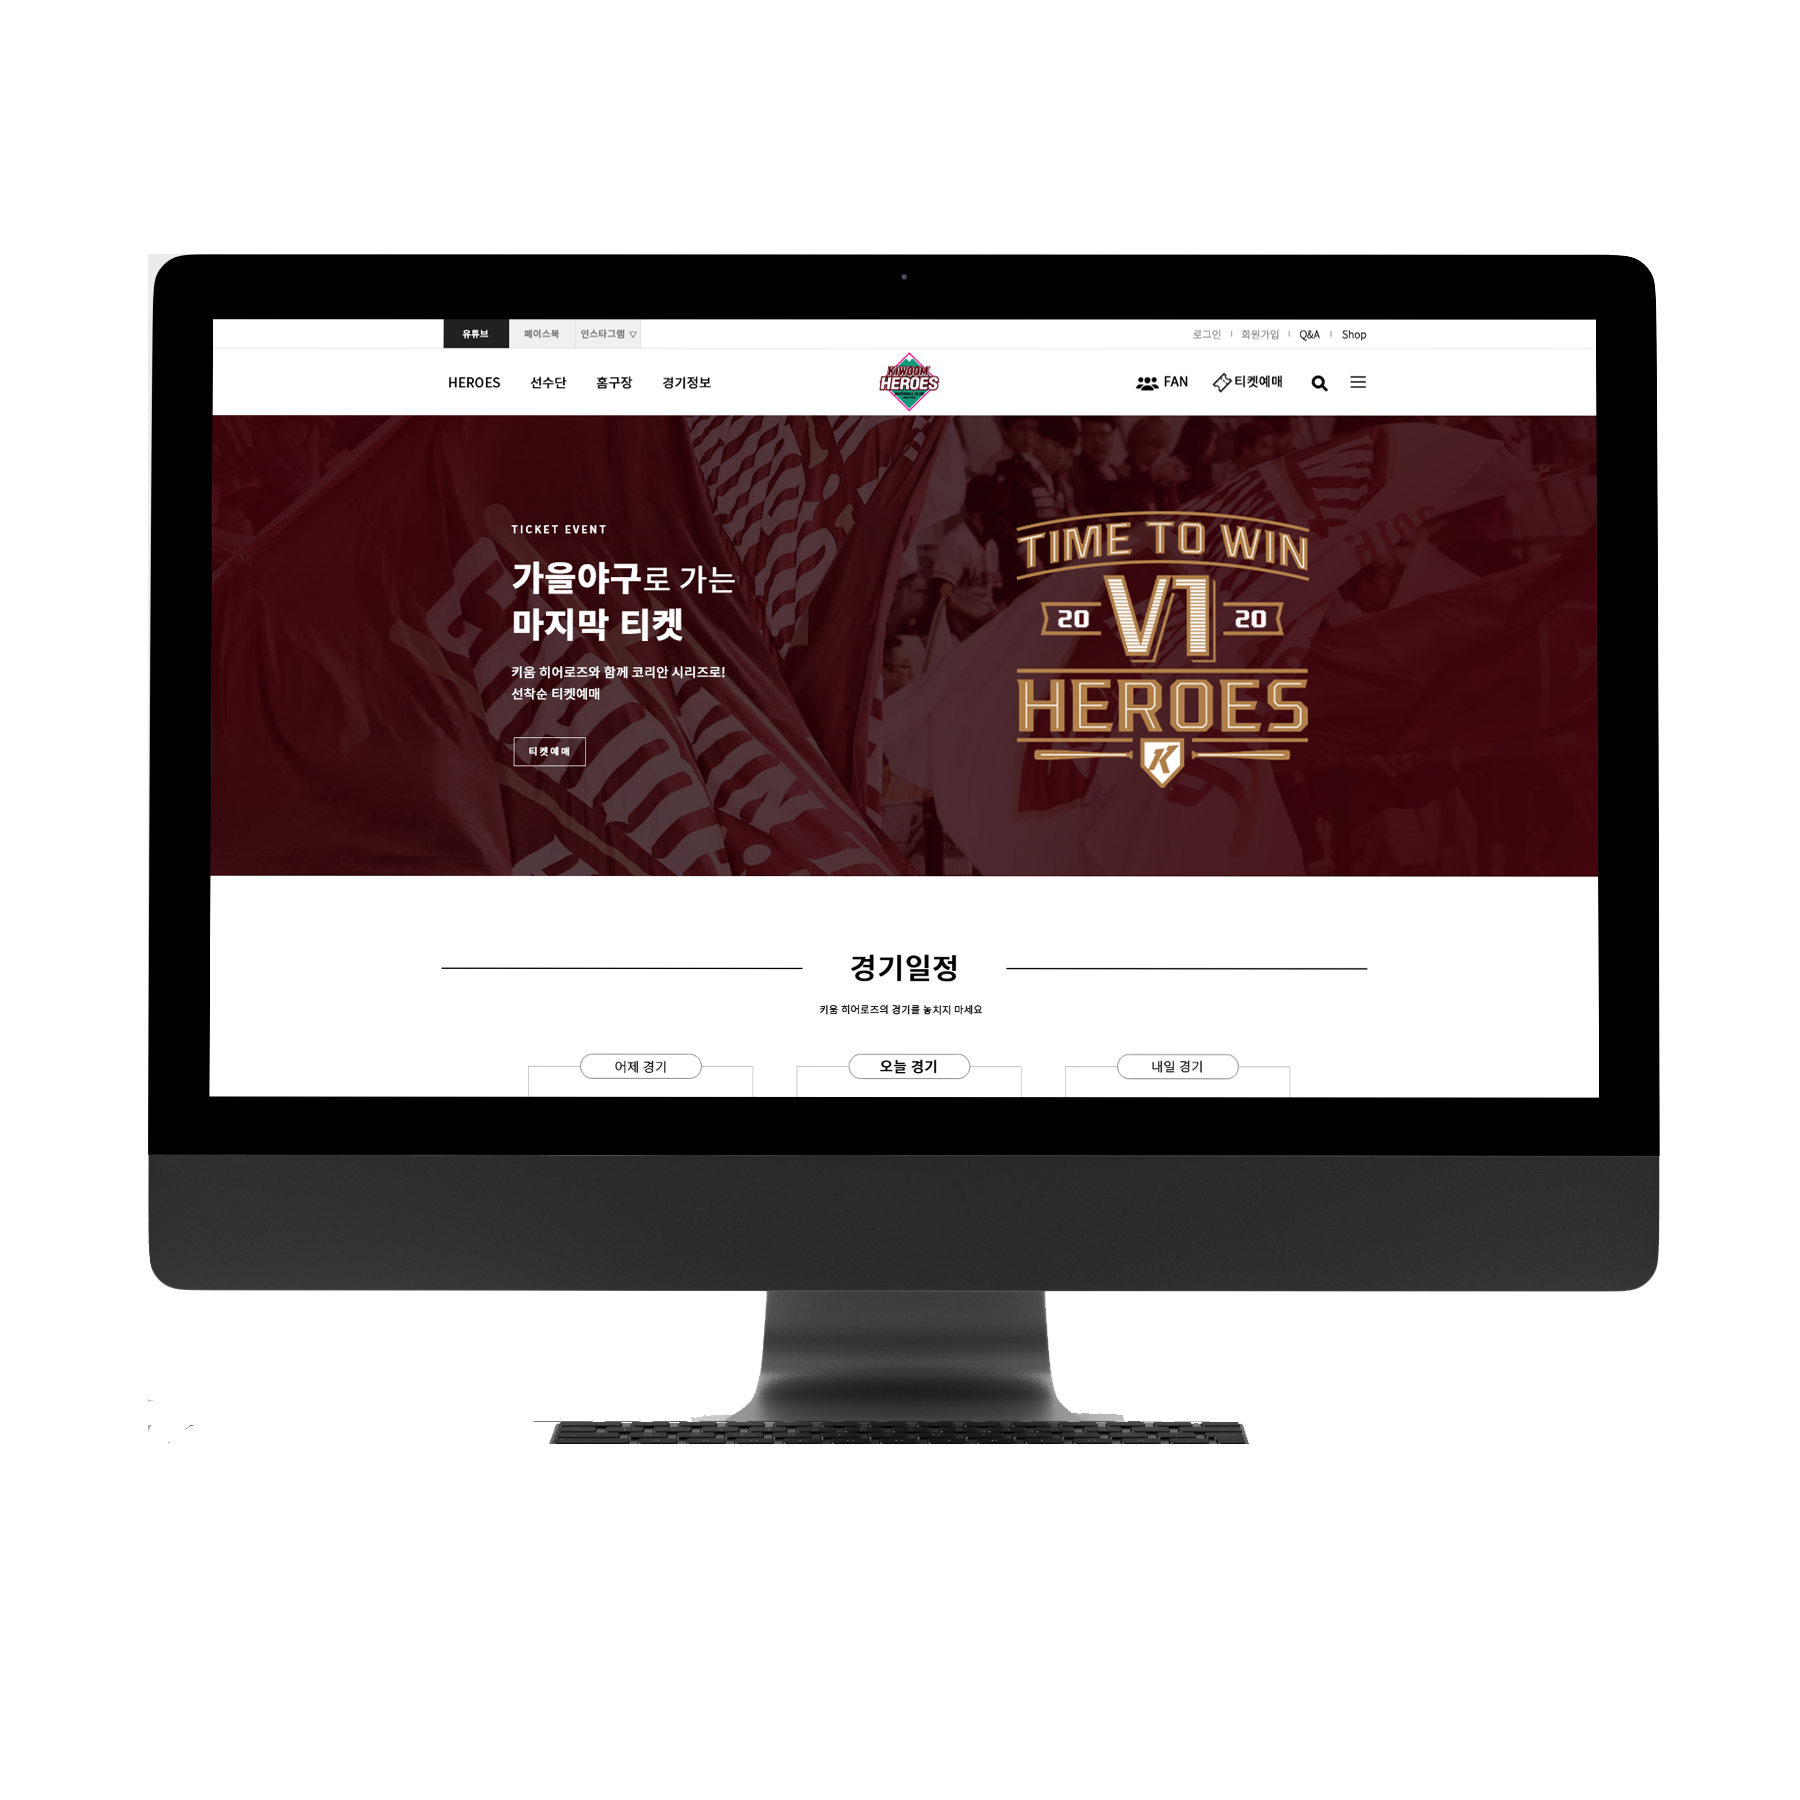 유튜브 페이스북 인스타그램 ▽
로그인 | 회원가입 | Q&A | Shop
HEROES 선수단 홈구장 경기정보
KIWOOM
HEROES
BASEBALL CLUB
FAN 티켓예매
TICKET EVENT
가을야구로 가는
마지막 티켓
키움 히어로즈와 함께 코리안 시리즈로!
선착순 티켓예매
티켓예매
TIME TO WIN
20 V1 20
HEROES
K
경기일정
키움 히어로즈의 경기를 놓치지 마세요
어제 경기 오늘 경기 내일 경기